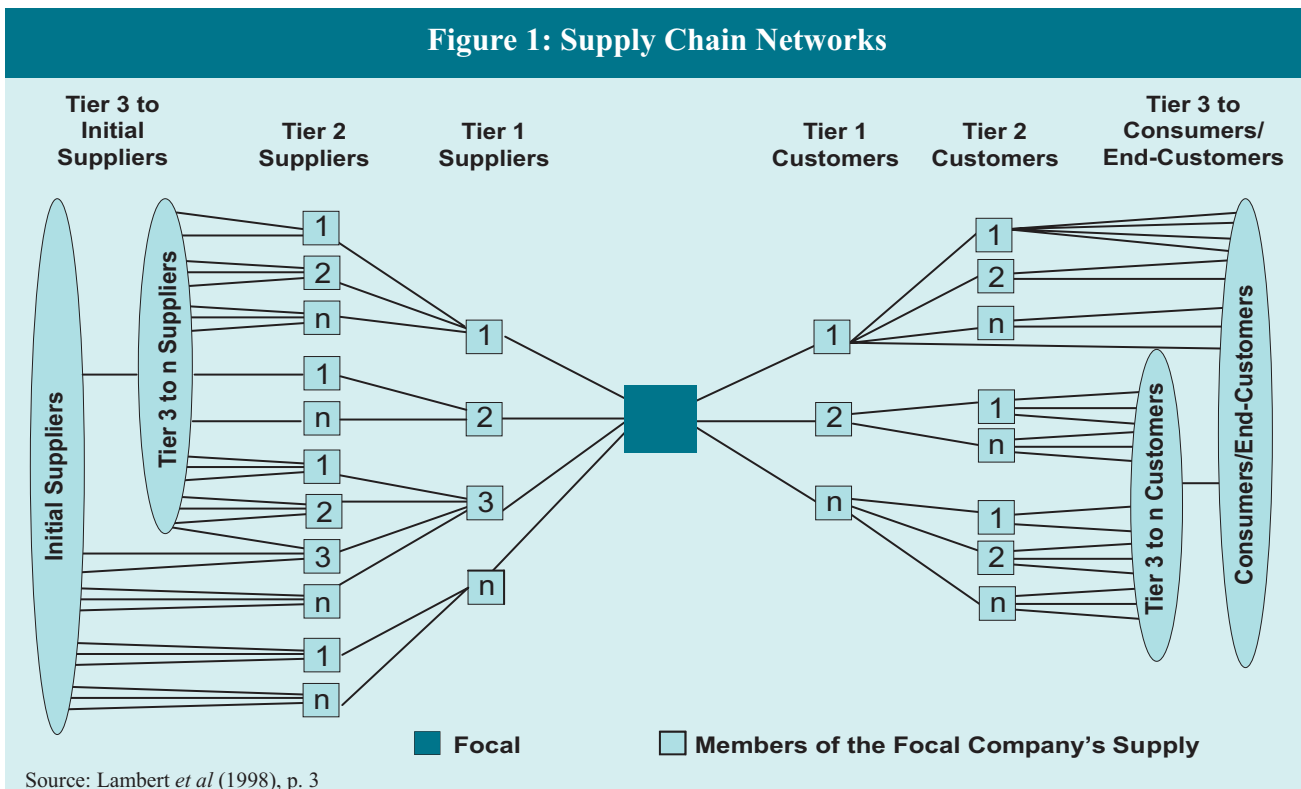 Figure 1: Supply Chain Networks
Tier 3 to
Initial
Suppliers
Tier 2
Suppliers
Tier 1
Suppliers
Tier 1
Customers
Tier 2
Customers
Tier 3 to
Consumers/
End-Customers
Initial Suppliers
Tier 3 to n Suppliers
1
2
n
1
n
1
2
3
n
1
n
1
2
3
n
1
2
n
1
2
n
1
n
1
2
n
Tier 3 to n Customers
Consumers/End-Customers
Focal
Members of the Focal Company's Supply
Source: Lambert et al (1998), p. 3